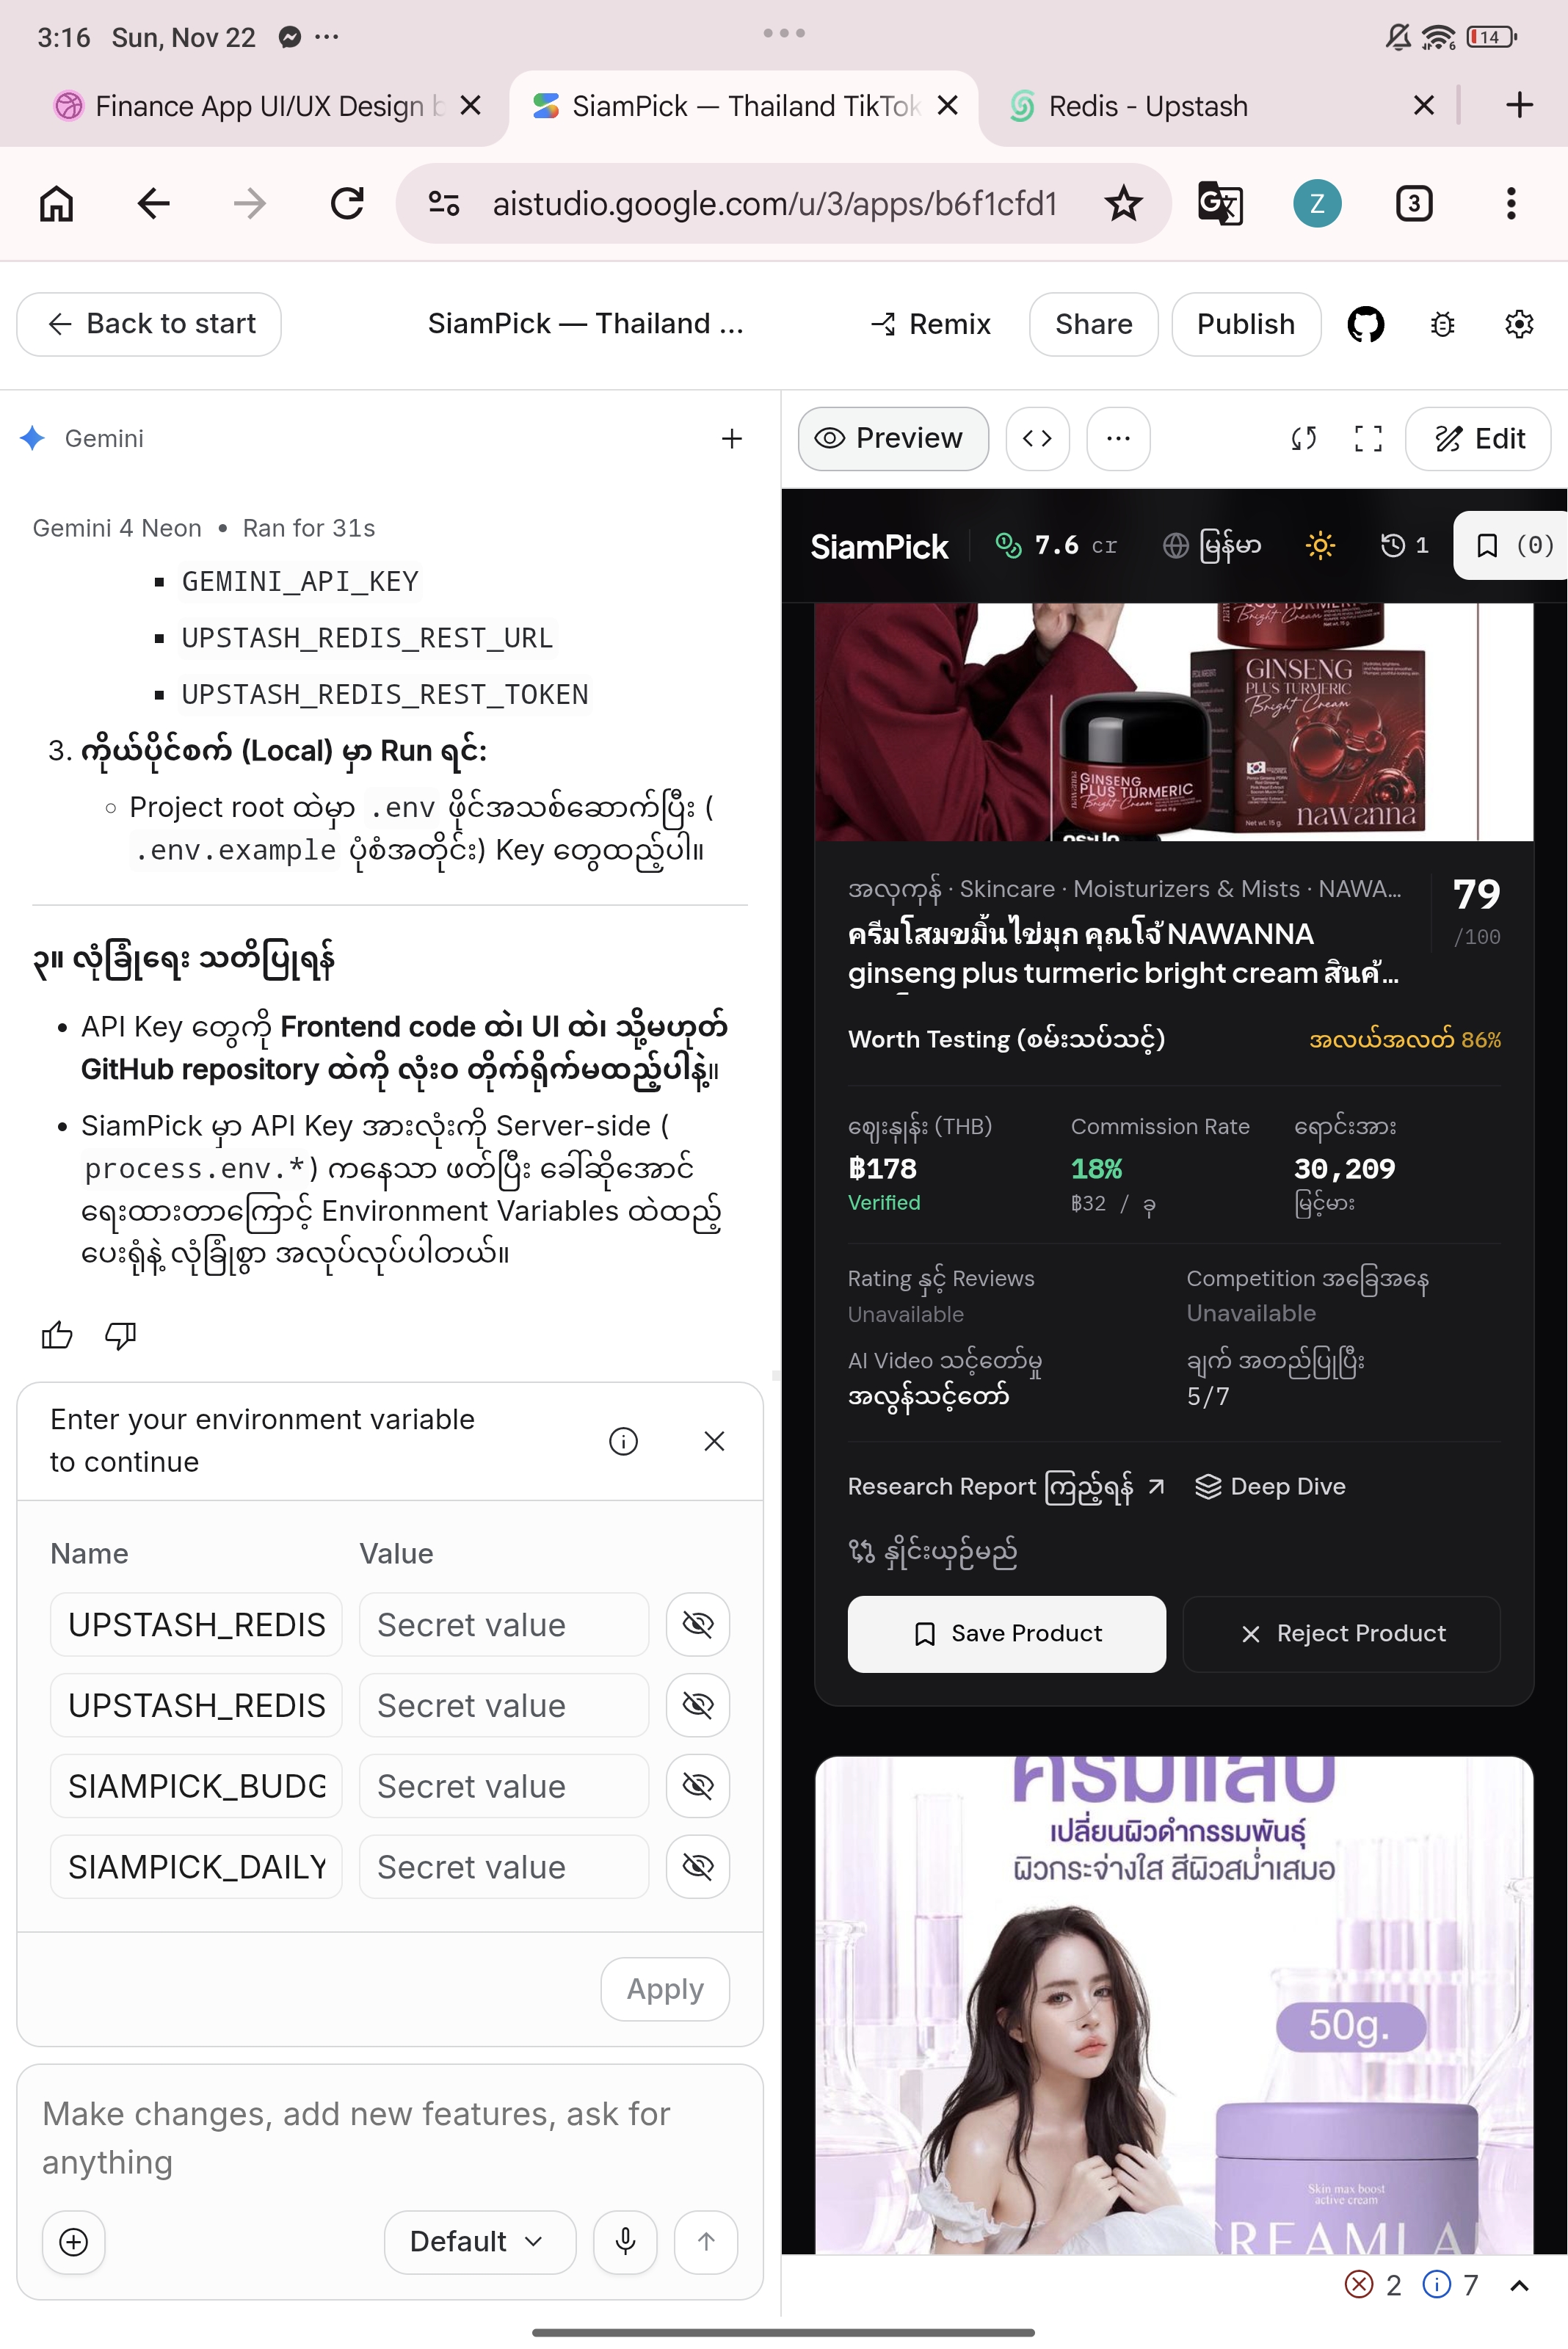 3:16 Sun, Nov 22
14
Finance App UI/UX Design b
SiamPick — Thailand TikTok
Redis - Upstash
aistudio.google.com/u/3/apps/b6f1cfd1
Z
3
Back to start
SiamPick — Thailand ...
Remix
Share
Publish
Gemini
Gemini 4 Neon • Ran for 31s
GEMINI_API_KEY
UPSTASH_REDIS_REST_URL
UPSTASH_REDIS_REST_TOKEN
3. ကိုယ်ပိုင်စက် (Local) မှာ Run ရင်:
Project root ထဲမှာ .env ဖိုင်အသစ်ဆောက်ပြီး (
.env.example ပုံစံအတိုင်း) Key တွေထည့်ပါ။
၃။ လုံခြုံရေး သတိပြုရန်
API Key တွေကို Frontend code ထဲ၊ UI ထဲ၊ သို့မဟုတ်
GitHub repository ထဲကို လုံးဝ တိုက်ရိုက်မထည့်ပါနဲ့။
SiamPick မှာ API Key အားလုံးကို Server-side (
process.env.*) ကနေသာ ဖတ်ပြီး ခေါ်ဆိုအောင်
ရေးထားတာကြောင့် Environment Variables ထဲထည့်
ပေးရုံနဲ့ လုံခြုံစွာ အလုပ်လုပ်ပါတယ်။
Enter your environment variable
to continue
Name Value
UPSTASH_REDIS Secret value
UPSTASH_REDIS Secret value
SIAMPICK_BUDG Secret value
SIAMPICK_DAILY Secret value
Apply
Make changes, add new features, ask for
anything
Default
Preview
Edit
SiamPick 7.6 cr မြန်မာ 1 (0)
Bright Cream
GINSENG
PLUS TURMERIC
Bright Cream
GINSENG
PLUS TURMERIC
Bright Cream
nawanna
Net wt. 15 g.
အလှကုန် · Skincare · Moisturizers & Mists · NAWA...
79
/100
ครีมโสมขมิ้นไข่มุก คุณโจ้ NAWANNA
ginseng plus turmeric bright cream สินค้...
Worth Testing (စမ်းသပ်သင့်)
အလယ်အလတ် 86%
ဈေးနှုန်း (THB) Commission Rate ရောင်းအား
฿178 18% 30,209
Verified ฿32 / ခု မြင့်မား
Rating နှင့် Reviews Competition အခြေအနေ
Unavailable Unavailable
AI Video သင့်တော်မှု ချက် အတည်ပြုပြီး
အလွန်သင့်တော် 5/7
Research Report ကြည့်ရန် Deep Dive
နှိုင်းယှဉ်မည်
Save Product
Reject Product
เปลี่ยนผิวดำกรรมพันธุ์
ผิวกระจ่างใส สีผิวสม่ำเสมอ
50g.
Skin max boost
active cream
2 7